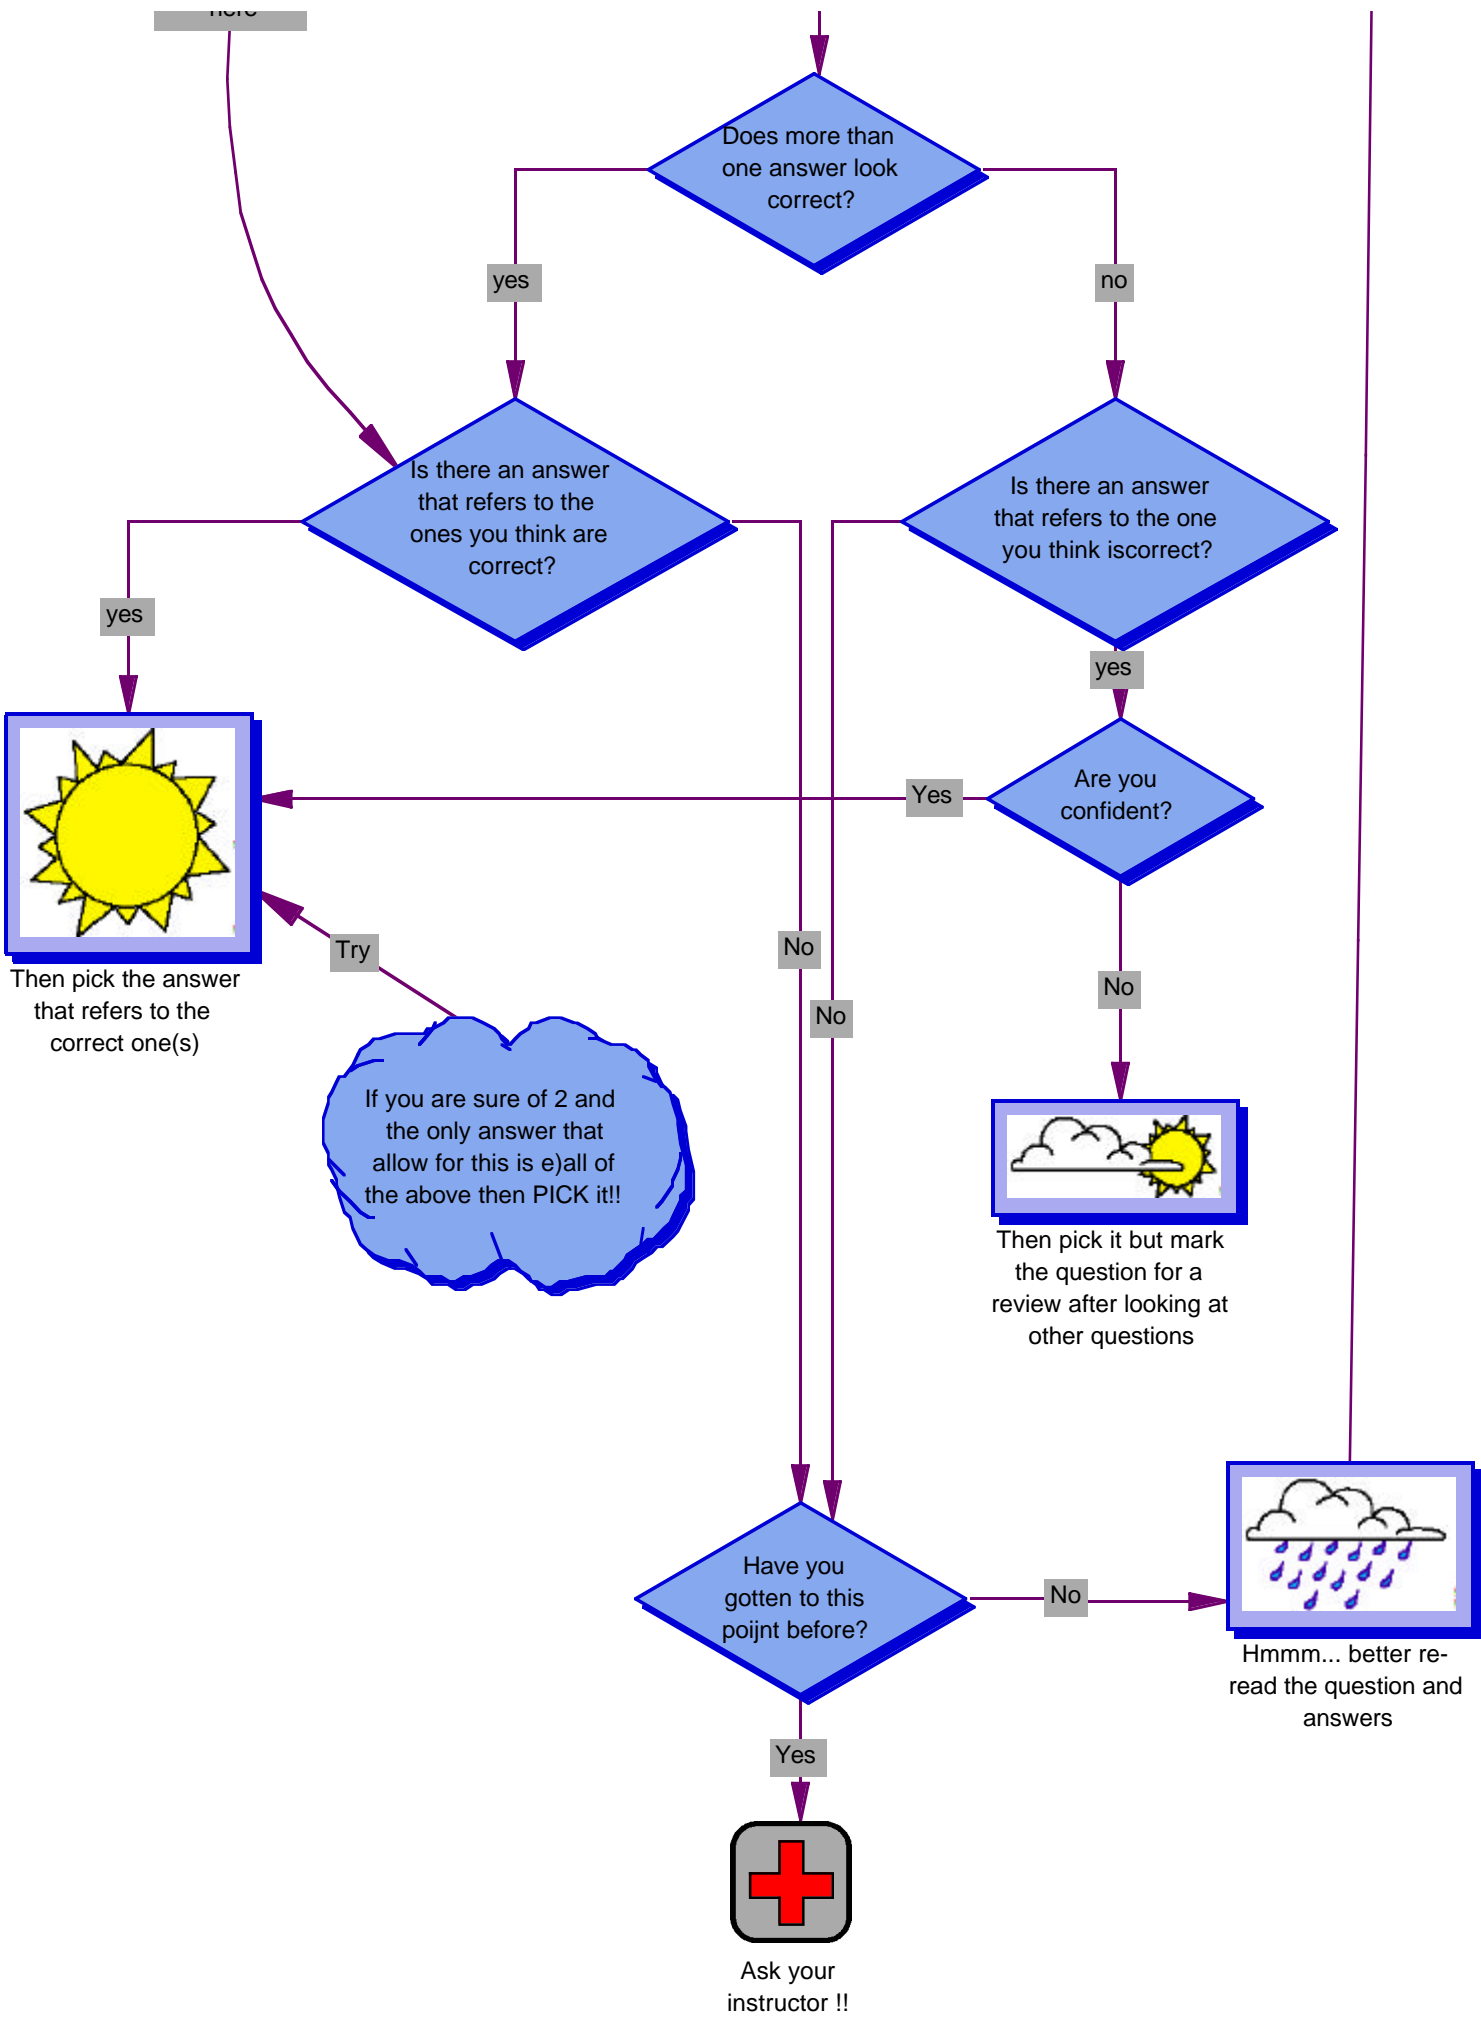 Does more than
one answer look
correct?
yes
no
Is there an answer
that refers to the
ones you think are
correct?
Is there an answer
that refers to the one
you think iscorrect?
yes
yes
Are you
confident?
Yes
Then pick the answer
that refers to the
correct one(s)
Try
No
No
No
If you are sure of 2 and
the only answer that
allow for this is e)all of
the above then PICK it!!
Then pick it but mark
the question for a
review after looking at
other questions
Have you
gotten to this
poijnt before?
No
Hmmm... better re-
read the question and
answers
Yes
Ask your
instructor !!